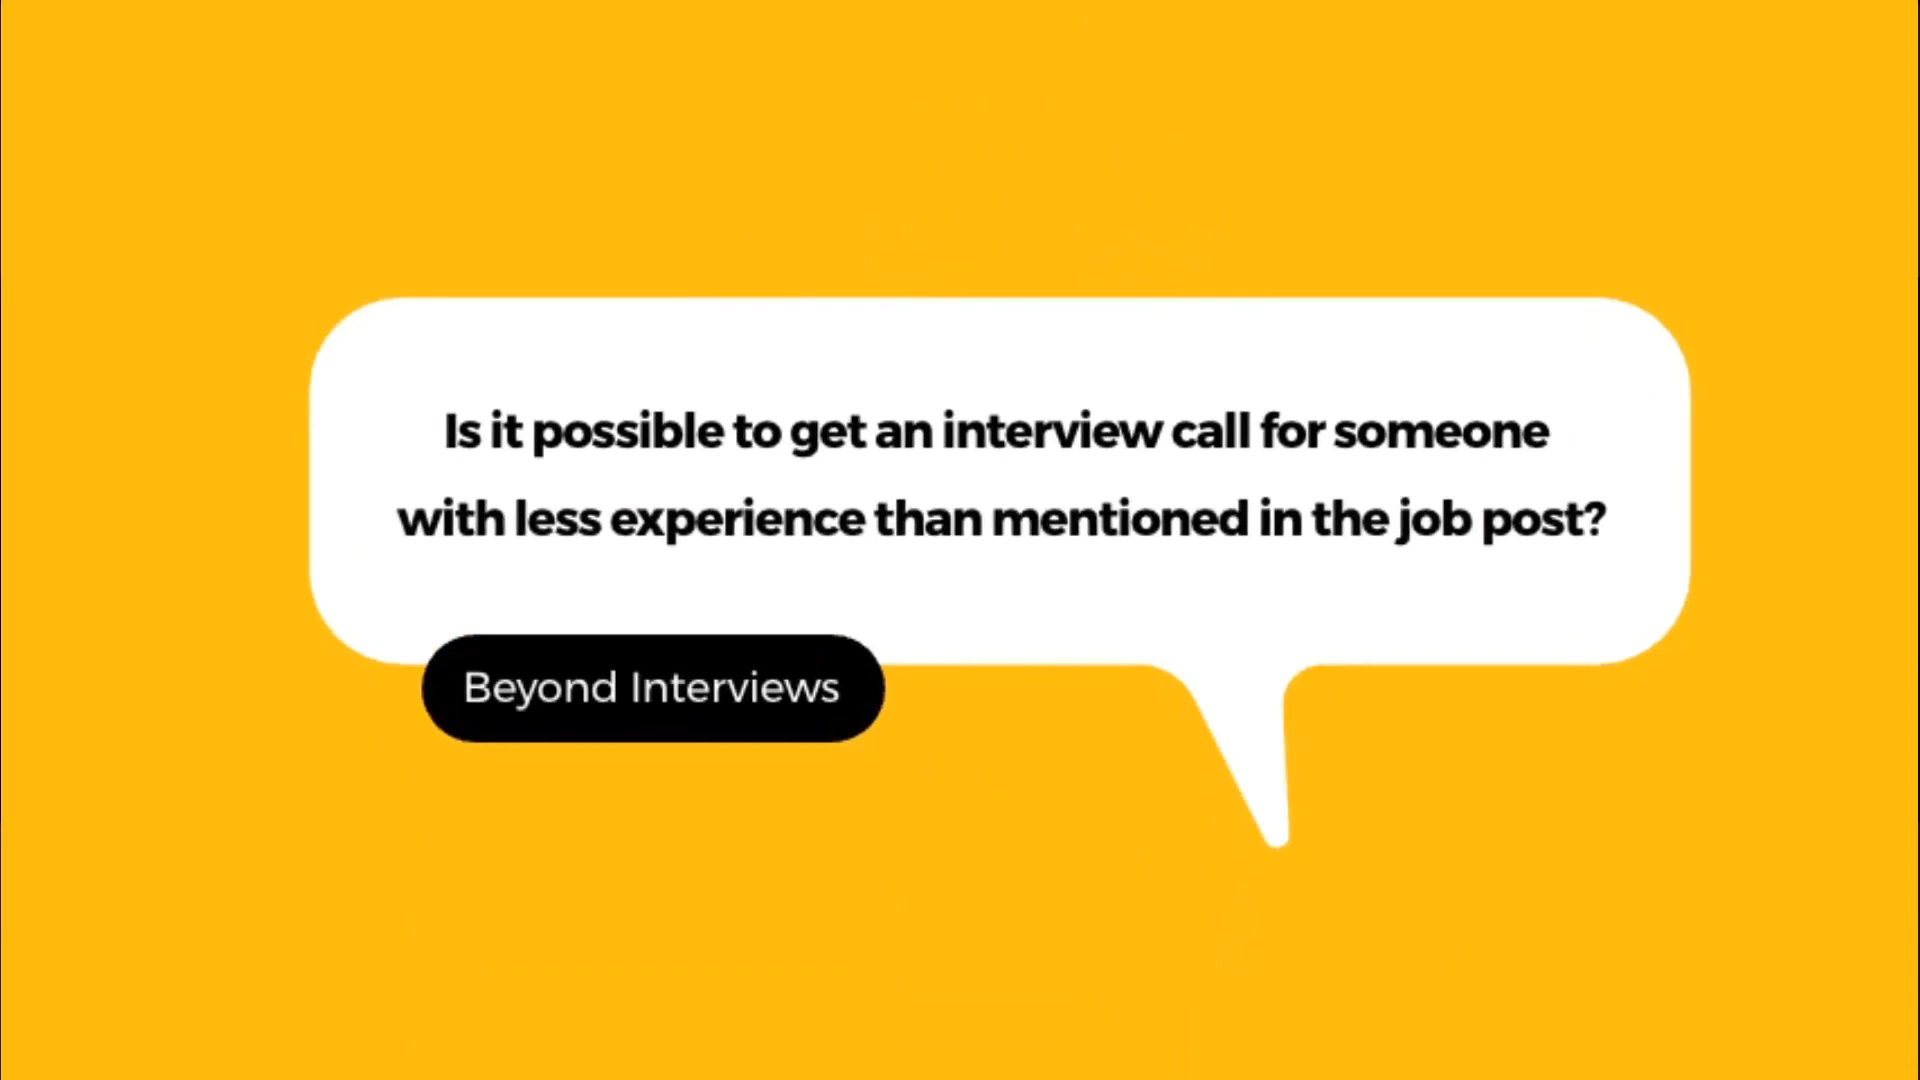 Is it possible to get an interview call for someone
with less experience than mentioned in the job post?
Beyond Interviews